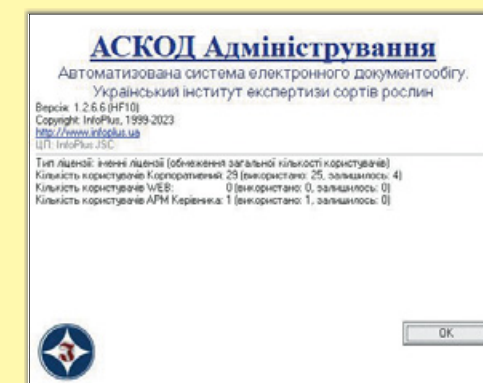 АСКОД Адміністрування
Автоматизована система електронного документообігу.
Український інститут експертизи сортів рослин
Версія: 1.2.6.6 (HF10)
Copyright: InfoPlus, 1999-2023
http://www.infoplus.ua
ЦП: InfoPlus JSC
Тип ліцензії: іменні ліцензії (обмеження загальної кількості користувачів)
Кількість користувачів Корпоративний: 29 (використано: 25, залишилось: 4)
Кількість користувачів WEB: 0 (використано: 0, залишилось: 0)
Кількість користувачів АРМ Керівника: 1 (використано: 1, залишилось: 0)
OK